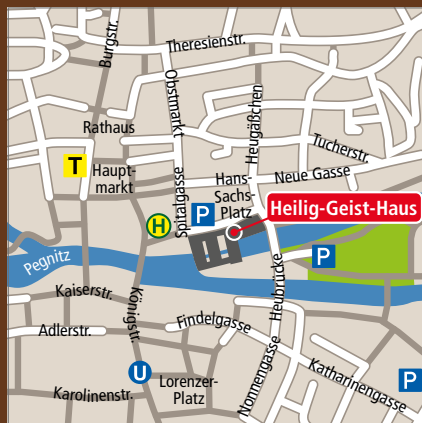 Burgstr.
Theresienstr.
Obstmarkt
Heugäßchen
Rathaus
Tucherstr.
T
Haupt-
markt
Neue Gasse
Hans-
Sachs-
Platz
Spitalgasse
P
Heilig-Geist-Haus
H
Pegnitz
P
Kaiserstr.
Königstr.
Heubrücke
Findelgasse
Adlerstr.
U
Lorenzer-
Platz
Karolinenstr.
Nonnengasse
Katharinengasse
P